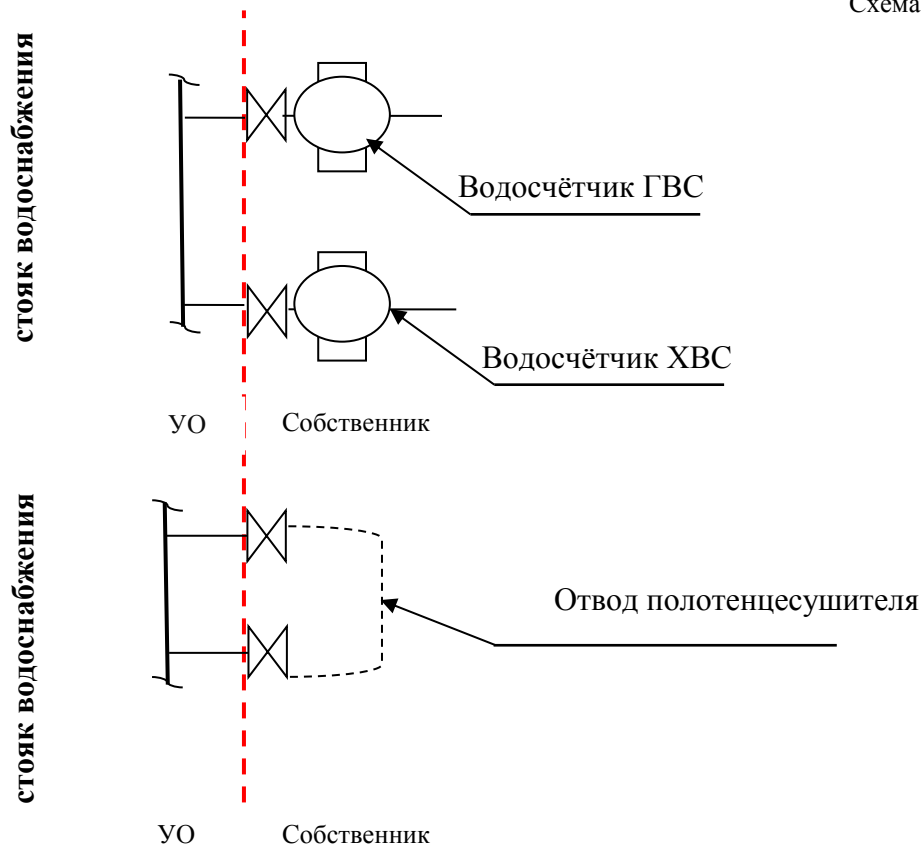 Схема
стояк водоснабжения
Водосчётчик ГВС
Водосчётчик ХВС
УО Собственник
стояк водоснабжения
Отвод полотенцесушителя
УО Собственник